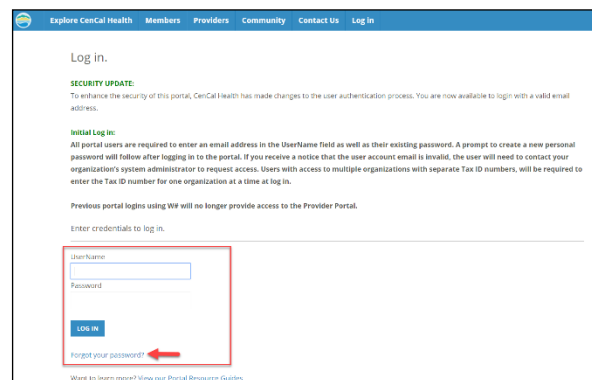 Explore CenCal Health Members Providers Community Contact Us Log in
Log in.
SECURITY UPDATE:
To enhance the security of this portal, CenCal Health has made changes to the user authentication process. You are now available to login with a valid email
address.
Initial Log in:
All portal users are required to enter an email address in the UserName field as well as their existing password. A prompt to create a new personal
password will follow after logging in to the portal. If you receive a notice that the user account email is invalid, the user will need to contact your
organization's system administrator to request access. Users with access to multiple organizations with separate Tax ID numbers, will be required to
enter the Tax ID number for one organization at a time at log in.
Previous portal logins using W# will no longer provide access to the Provider Portal.
Enter credentials to log in.
UserName
Password
LOG IN
Forgot your password?
Want to learn more? View our Portal Resource Guides